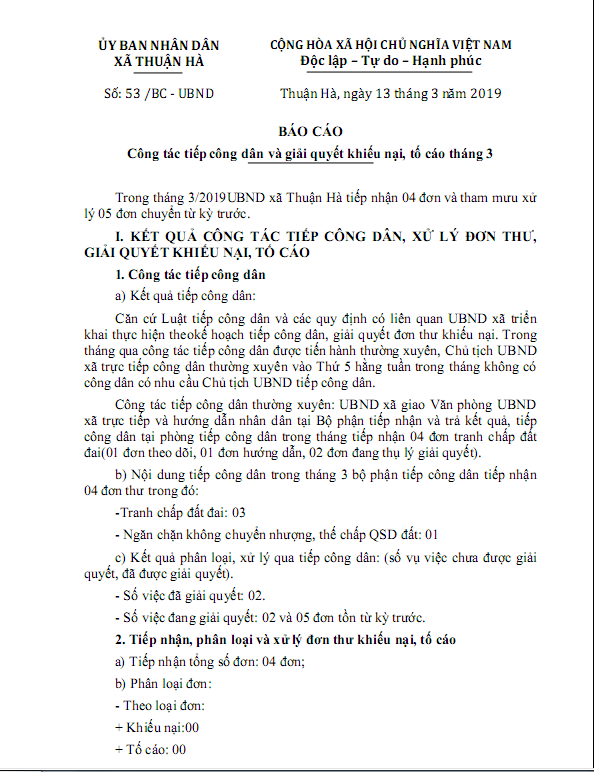 ỦY BAN NHÂN DÂN
XÃ THUẬN HÀ
CỘNG HÒA XÃ HỘI CHỦ NGHĨA VIỆT NAM
Độc lập – Tự do – Hạnh phúc
Số: 53 /BC - UBND
Thuận Hà, ngày 13 tháng 3 năm 2019
BÁO CÁO
Công tác tiếp công dân và giải quyết khiếu nại, tố cáo tháng 3
Trong tháng 3/2019UBND xã Thuận Hà tiếp nhận 04 đơn và tham mưu xử
lý 05 đơn chuyển từ kỳ trước.
I. KẾT QUẢ CÔNG TÁC TIẾP CÔNG DÂN, XỬ LÝ ĐƠN THƯ,
GIẢI QUYẾT KHIẾU NẠI, TỐ CÁO
1. Công tác tiếp công dân
a) Kết quả tiếp công dân:
Căn cứ Luật tiếp công dân và các quy định có liên quan UBND xã triển
khai thực hiện theokế hoạch tiếp công dân, giải quyết đơn thư khiếu nại. Trong
tháng qua công tác tiếp công dân được tiến hành thường xuyên, Chủ tịch UBND
xã trực tiếp công dân thường xuyên vào Thứ 5 hằng tuần trong tháng không có
công dân có nhu cầu Chủ tịch UBND tiếp công dân.
Công tác tiếp công dân thường xuyên: UBND xã giao Văn phòng UBND
xã trực tiếp và hướng dẫn nhân dân tại Bộ phận tiếp nhận và trả kết quả, tiếp
công dân tại phòng tiếp công dân trong tháng tiếp nhận 04 đơn tranh chấp đất
đai(01 đơn theo dõi, 01 đơn hướng dẫn, 02 đơn đang thụ lý giải quyết).
b) Nội dung tiếp công dân trong tháng 3 bộ phận tiếp công dân tiếp nhận
04 đơn thư trong đó:
-Tranh chấp đất đai: 03
- Ngăn chặn không chuyển nhượng, thế chấp QSD đất: 01
c) Kết quả phân loại, xử lý qua tiếp công dân: (số vụ việc chưa được giải
quyết, đã được giải quyết).
- Số việc đã giải quyết: 02.
- Số việc đang giải quyết: 02 và 05 đơn tồn từ kỳ trước.
2. Tiếp nhận, phân loại và xử lý đơn thư khiếu nại, tố cáo
a) Tiếp nhận tổng số đơn: 04 đơn;
b) Phân loại đơn:
- Theo loại đơn:
+ Khiếu nại:00
+ Tố cáo: 00